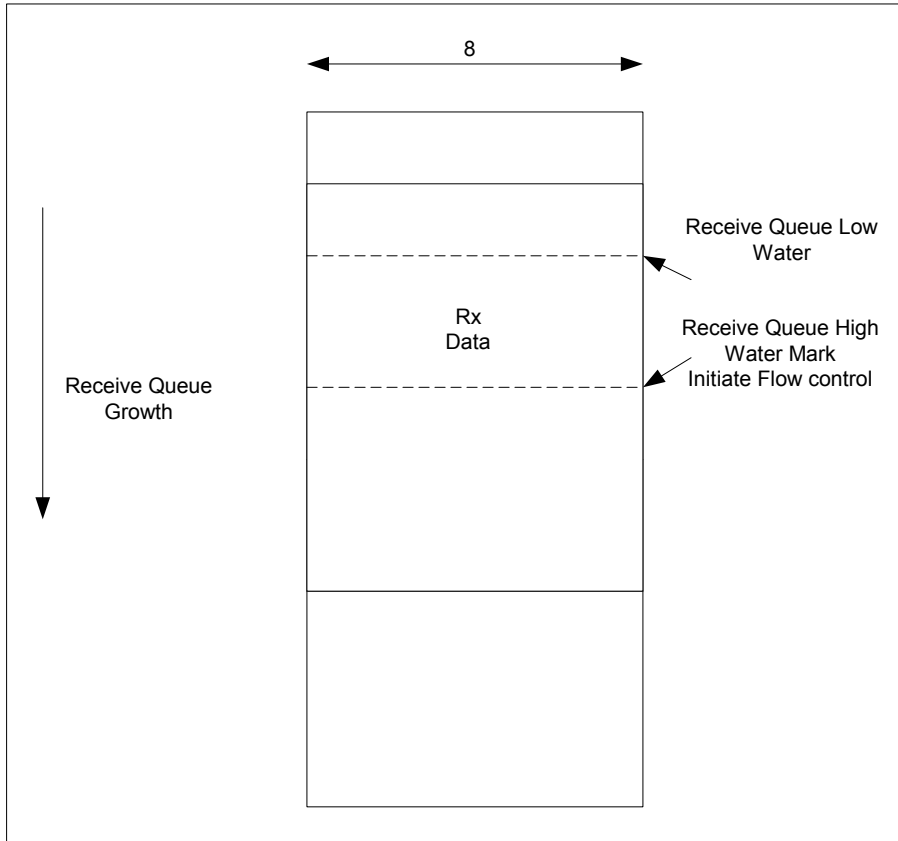 8
Receive Queue Low
Water
Rx
Data
Receive Queue High
Water Mark
Initiate Flow control
Receive Queue
Growth